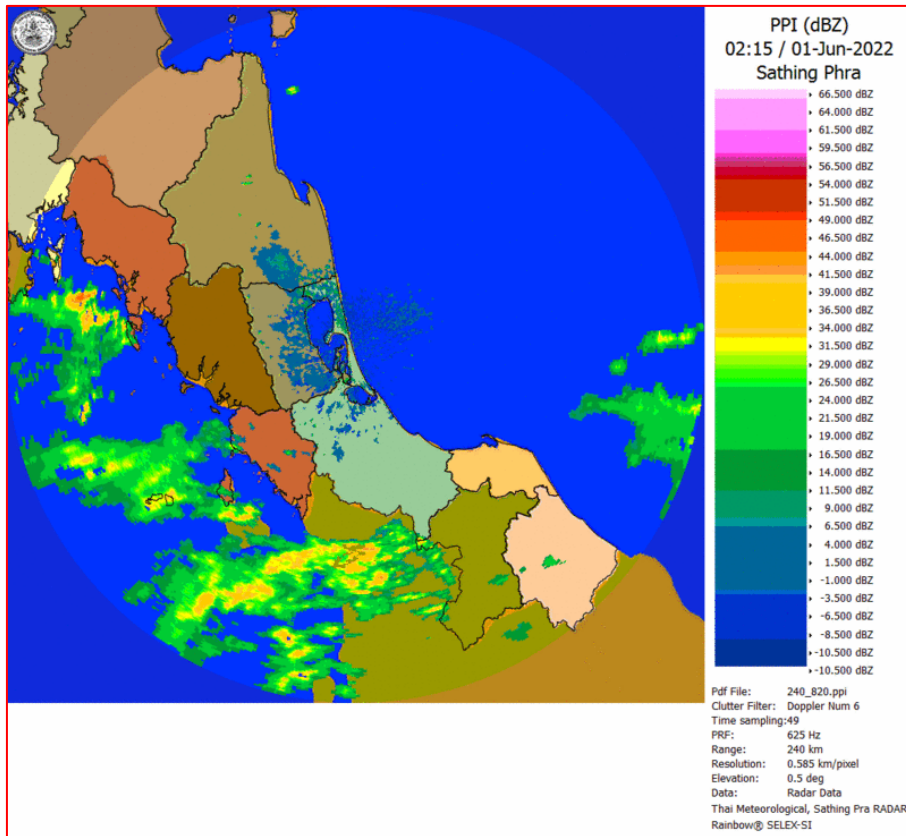 PPI (dBZ)
02:15 / 01-Jun-2022
Sathing Phra
66.500 dBZ
64.000 dBZ
61.500 dBZ
59.500 dBZ
56.500 dBZ
54.000 dBZ
51.500 dBZ
49.000 dBZ
46.500 dBZ
44.000 dBZ
41.500 dBZ
39.000 dBZ
36.500 dBZ
34.000 dBZ
31.500 dBZ
29.000 dBZ
26.500 dBZ
24.000 dBZ
21.500 dBZ
19.000 dBZ
16.500 dBZ
14.000 dBZ
11.500 dBZ
9.000 dBZ
6.500 dBZ
4.000 dBZ
1.500 dBZ
-1.000 dBZ
-3.500 dBZ
-6.500 dBZ
-8.500 dBZ
-10.500 dBZ
-10.500 dBZ
Pdf File: 240_820.ppi
Clutter Filter: Doppler Num 6
Time sampling:49
PRF: 625 Hz
Range: 240 km
Resolution: 0.585 km/pixel
Elevation: 0.5 deg
Data: Radar Data
Thai Meteorological, Sathing Pra RADAR
Rainbow® SELEX-SI